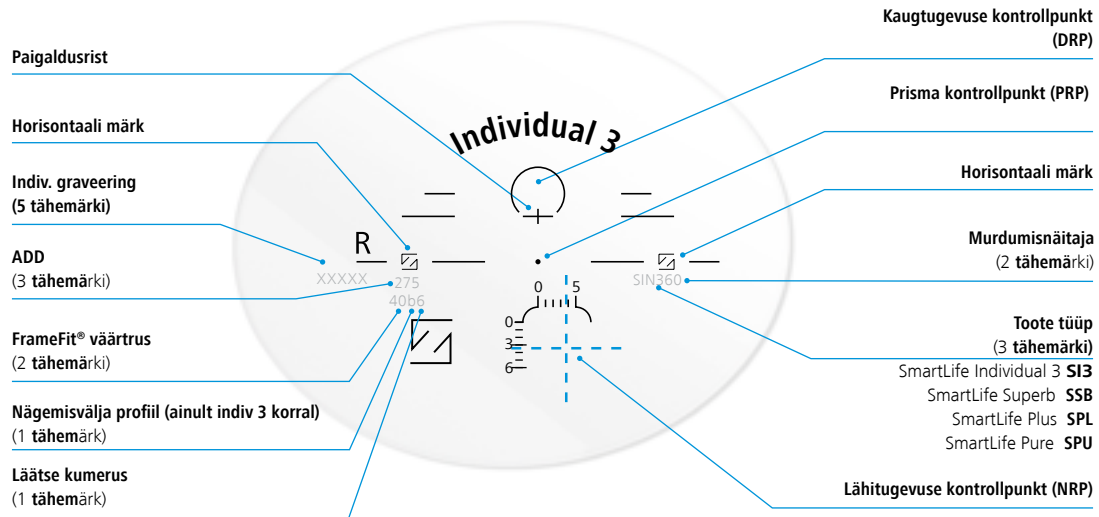 Paigaldusrist
Horisontaali märk
Indiv. graveering
(5 tähemärki)
ADD
(3 tähemärki)
FrameFit® väärtrus
(2 tähemärki)
Nägemisvälja profiil (ainult indiv 3 korral)
(1 tähemärk)
Läätse kumerus
(1 tähemärk)
Individual 3
R
XXXXX
275
40b6
SIN360
0 5
0
3
6
Kaugtugevuse kontrollpunkt
(DRP)
Prisma kontrollpunkt (PRP)
Horisontaali märk
Murdumisnäitaja
(2 tähemärki)
Toote tüüp
(3 tähemärki)
SmartLife Individual 3 SI3
SmartLife Superb SSB
SmartLife Plus SPL
SmartLife Pure SPU
Lähitugevuse kontrollpunkt (NRP)